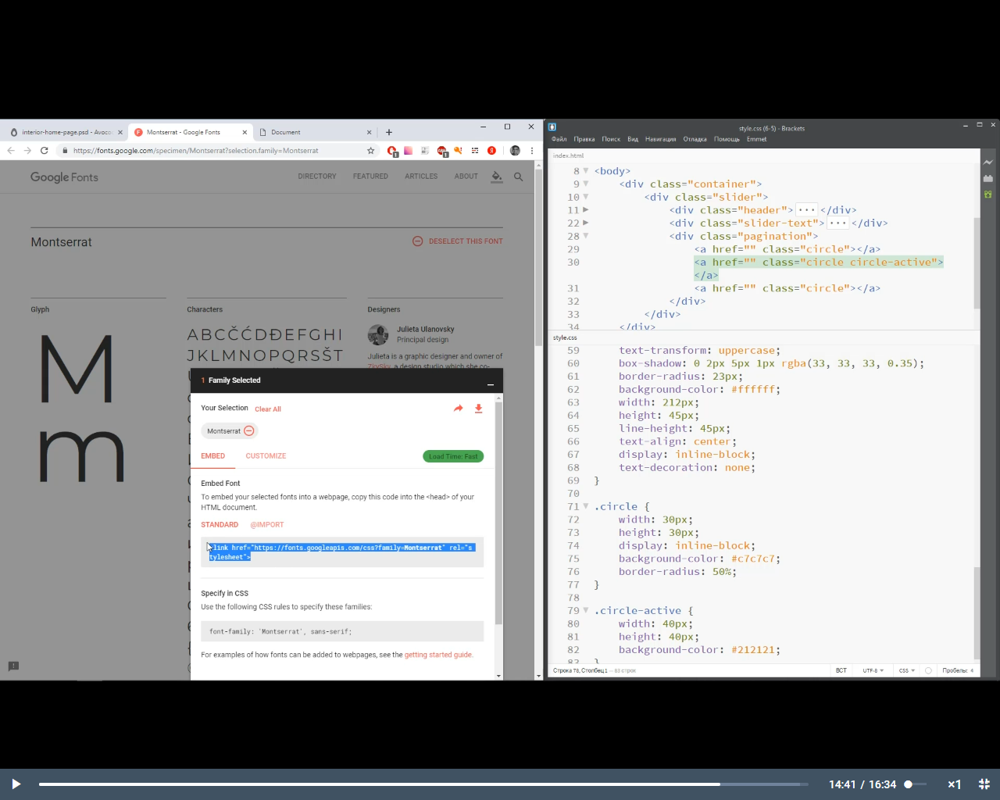 interior-home-page.psd - Avoco
Montserrat - Google Fonts
Document
https://fonts.google.com/specimen/Montserrat?selection.family=Montserrat
Google Fonts
DIRECTORY
FEATURED
ARTICLES
ABOUT
Montserrat
DESELECT THIS FONT
Glyph
Characters
Designers
M
m
ABCČĆDĐEFGHI
JKLMNOPQRSŠT
Julieta Ulanovsky
Principal design
Julieta is a graphic designer and owner of
ZkySky, a design studio which she co-
1 Family Selected
Your Selection
Clear All
Montserrat
EMBED
CUSTOMIZE
Load Time: Fast
Embed Font
To embed your selected fonts into a webpage, copy this code into the <head> of your
HTML document.
STANDARD
@IMPORT
<link href="https://fonts.googleapis.com/css?family=Montserrat" rel="s
tylesheet">
Specify in CSS
Use the following CSS rules to specify these families:
font-family: 'Montserrat', sans-serif;
For examples of how fonts can be added to webpages, see the getting started guide.
style.css (6-5) - Brackets
Файл Правка Поиск Вид Навигация Отладка Помощь Emmet
index.html
8 <body>
9 <div class="container">
10 <div class="slider">
11 <div class="header"> ··· </div>
22 <div class="slider-text"> ··· </div>
28 <div class="pagination">
29 <a href="" class="circle"></a>
30 <a href="" class="circle circle-active">
</a>
31 <a href="" class="circle"></a>
32 </div>
33 </div>
34 </div>
style.css
59 text-transform: uppercase;
60 box-shadow: 0 2px 5px 1px rgba(33, 33, 33, 0.35);
61 border-radius: 23px;
62 background-color: #ffffff;
63 width: 212px;
64 height: 45px;
65 line-height: 45px;
66 text-align: center;
67 display: inline-block;
68 text-decoration: none;
69 }
70
71 .circle {
72 width: 30px;
73 height: 30px;
74 display: inline-block;
75 background-color: #c7c7c7;
76 border-radius: 50%;
77 }
78
79 .circle-active {
80 width: 40px;
81 height: 40px;
82 background-color: #212121;
83 }
Строка 78, Столбец 1 — 83 строк
ВСТ
UTF-8
CSS
Пробелы: 4
14:41 / 16:34
×1